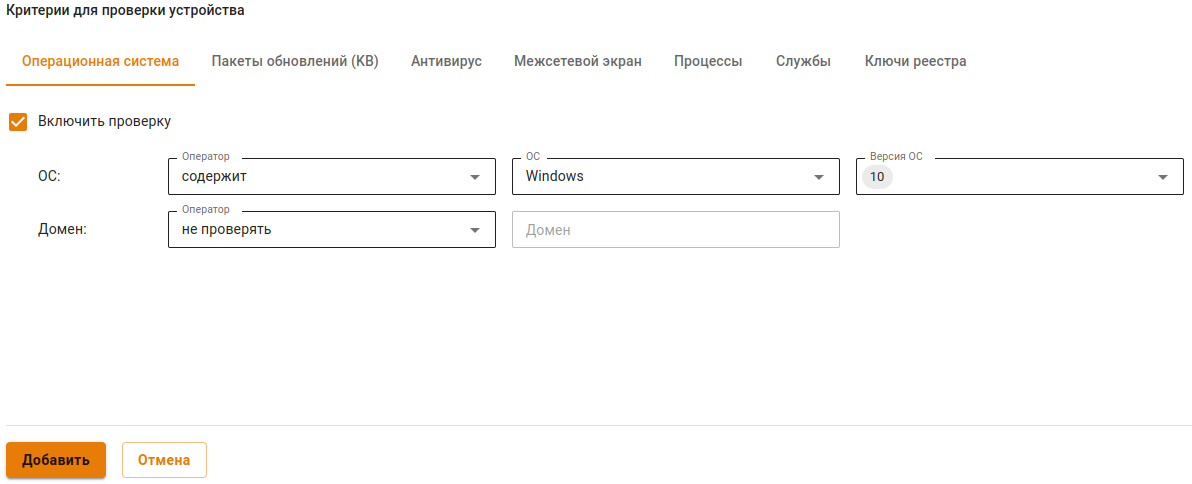 Критерии для проверки устройства
Операционная система Пакеты обновлений (KB) Антивирус Межсетевой экран Процессы Службы Ключи реестра
Включить проверку
Оператор ОС Версия ОС
ОС: содержит Windows 10
Оператор
Домен: не проверять Домен
Добавить Отмена